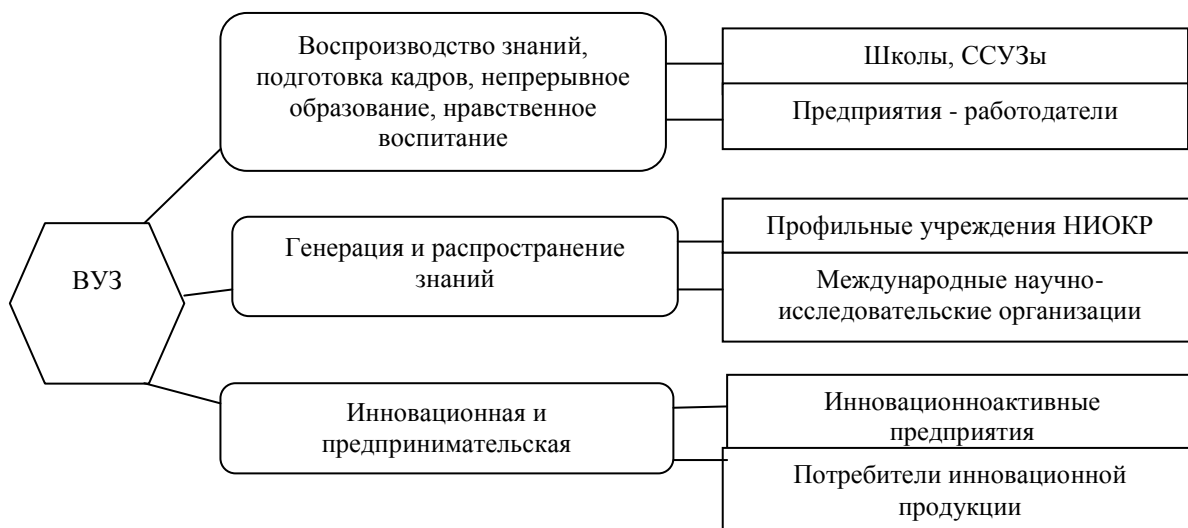 ВУЗ
Воспроизводство знаний,
подготовка кадров, непрерывное
образование, нравственное
воспитание
Школы, ССУЗы
Предприятия - работодатели
Генерация и распространение
знаний
Профильные учреждения НИОКР
Международные научно-
исследовательские организации
Инновационная и
предпринимательская
Инновационноактивные
предприятия
Потребители инновационной
продукции